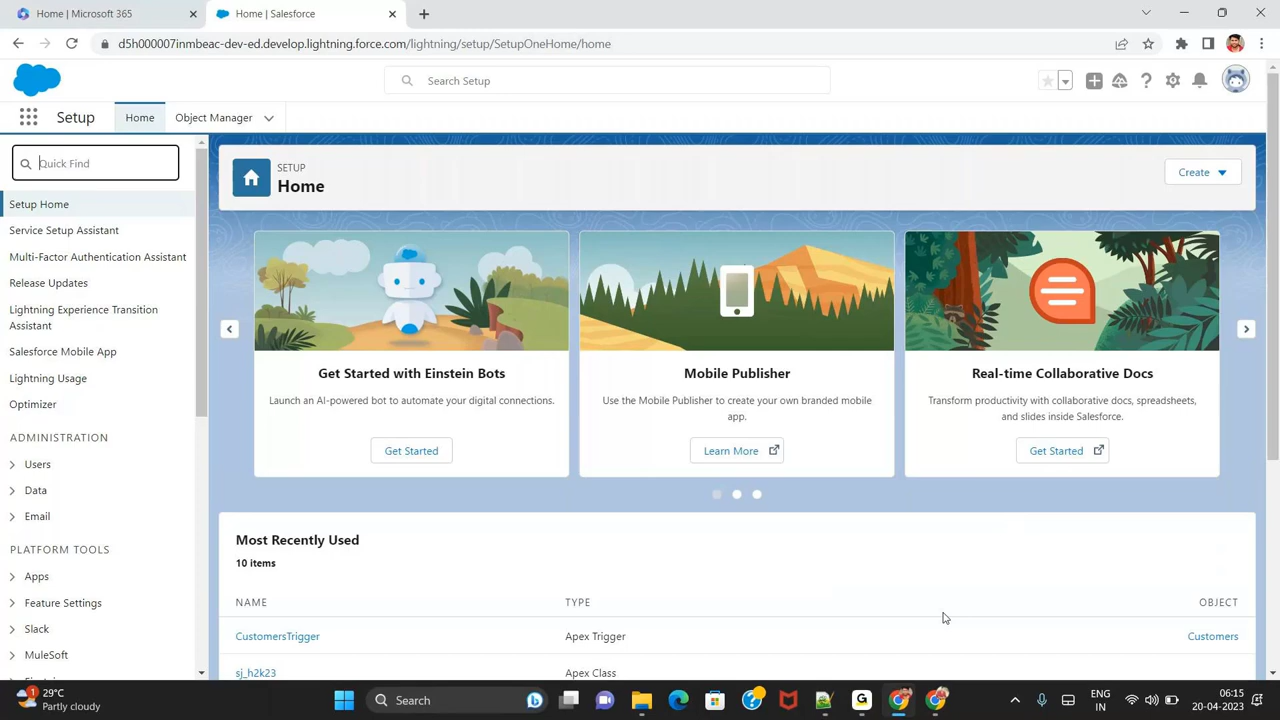 Home | Microsoft 365
Home | Salesforce
d5h000007inmbeac-dev-ed.develop.lightning.force.com/lightning/setup/SetupOneHome/home
Search Setup
Setup
Home
Object Manager
Quick Find
Setup Home
Service Setup Assistant
Multi-Factor Authentication Assistant
Release Updates
Lightning Experience Transition
Assistant
Salesforce Mobile App
Lightning Usage
Optimizer
ADMINISTRATION
Users
Data
Email
PLATFORM TOOLS
Apps
Feature Settings
Slack
MuleSoft
SETUP
Home
Create
Get Started with Einstein Bots
Launch an AI-powered bot to automate your digital connections.
Get Started
Mobile Publisher
Use the Mobile Publisher to create your own branded mobile
app.
Learn More
Real-time Collaborative Docs
Transform productivity with collaborative docs, spreadsheets,
and slides inside Salesforce.
Get Started
Most Recently Used
10 items
NAME TYPE OBJECT
CustomersTrigger Apex Trigger Customers
sj_h2k23 Apex Class
1
29°C
Partly cloudy
Search
ENG
IN
06:15
20-04-2023